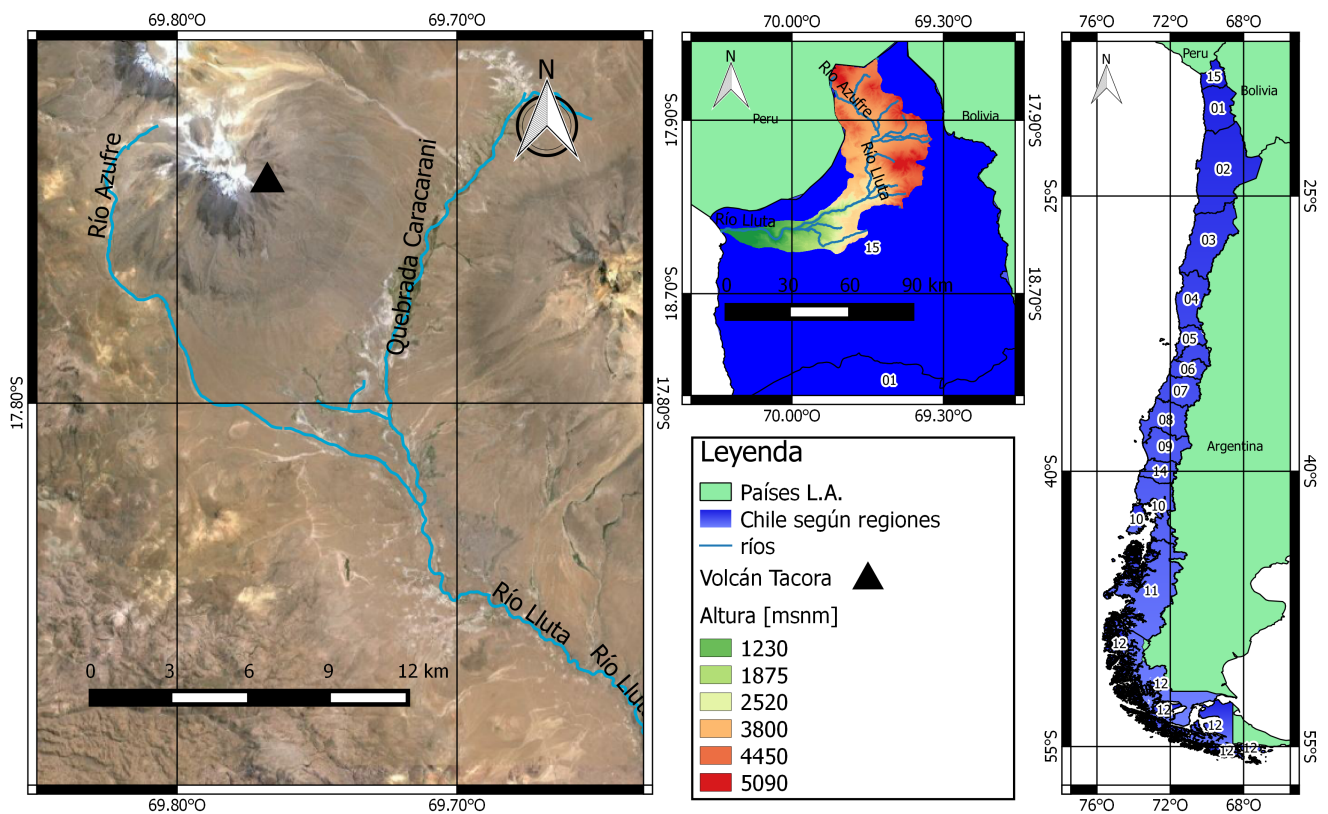 69.80°O
69.70°O
N
Río Azufre
Quebrada Caracarani
17.80°S
17.80°S
Río Lluta
Río Llut
0
3
6
9
12 km
69.80°O
69.70°O
70.00°O
69.30°O
N
Río Azufre
Peru
Bolivia
17.90°S
17.90°S
Río Lluta
Río Lluta
15
18.70°S
18.70°S
0
30
60
90 km
01
70.00°O
69.30°O
Leyenda
Países L.A.
Chile según regiones
ríos
Volcán Tacora
Altura [msnm]
1230
1875
2520
3800
4450
5090
76°O
72°O
68°O
Peru
N
15
Bolivia
01
02
25°S
25°S
03
04
05
06
07
08
09
Argentina
14
40°S
40°S
10
10
11
12
12
12
12
12
12
55°S
55°S
76°O
72°O
68°O